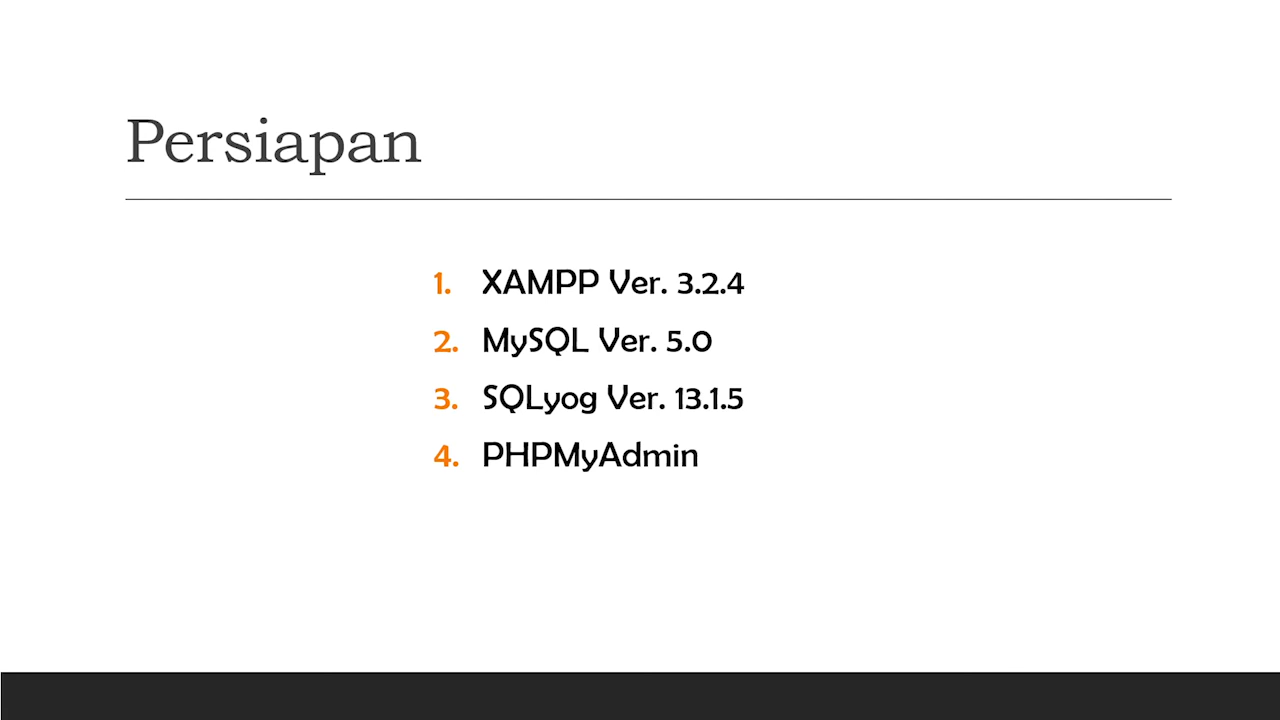 Persiapan
1. XAMPP Ver. 3.2.4
2. MySQL Ver. 5.0
3. SQLyog Ver. 13.1.5
4. PHPMyAdmin